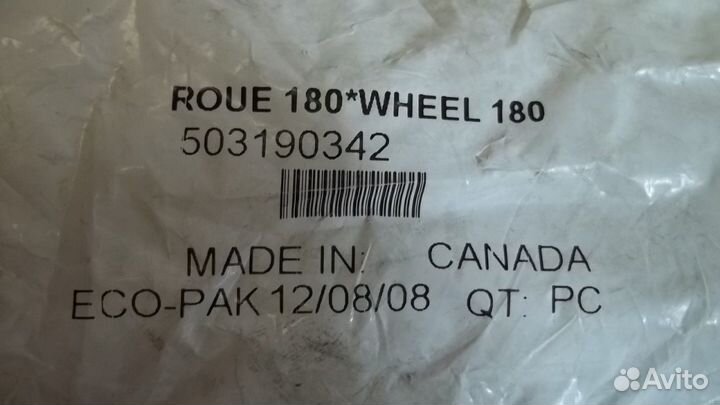 ROUE 180*WHEEL 180
503190342
MADE IN: CANADA
ECO-PAK 12/08/08 QT: PC
Avito